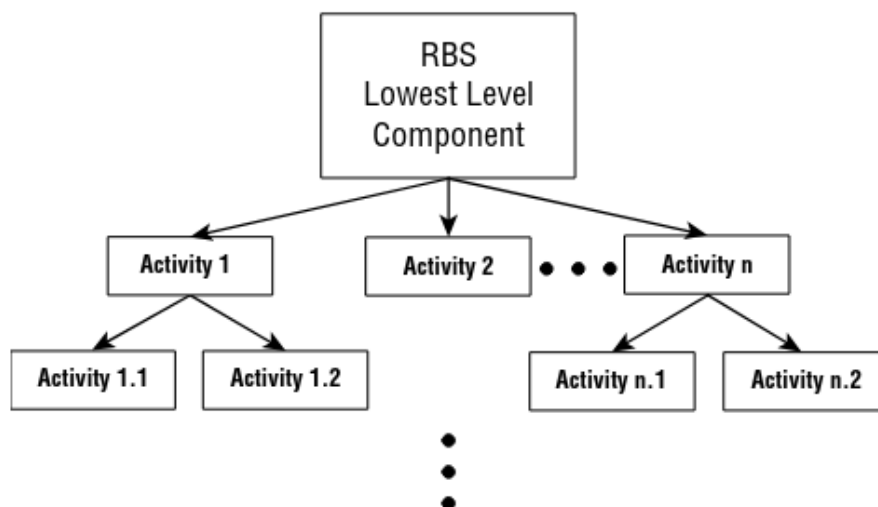 RBS
Lowest Level
Component
Activity 1
Activity 2
Activity n
Activity 1.1
Activity 1.2
Activity n.1
Activity n.2